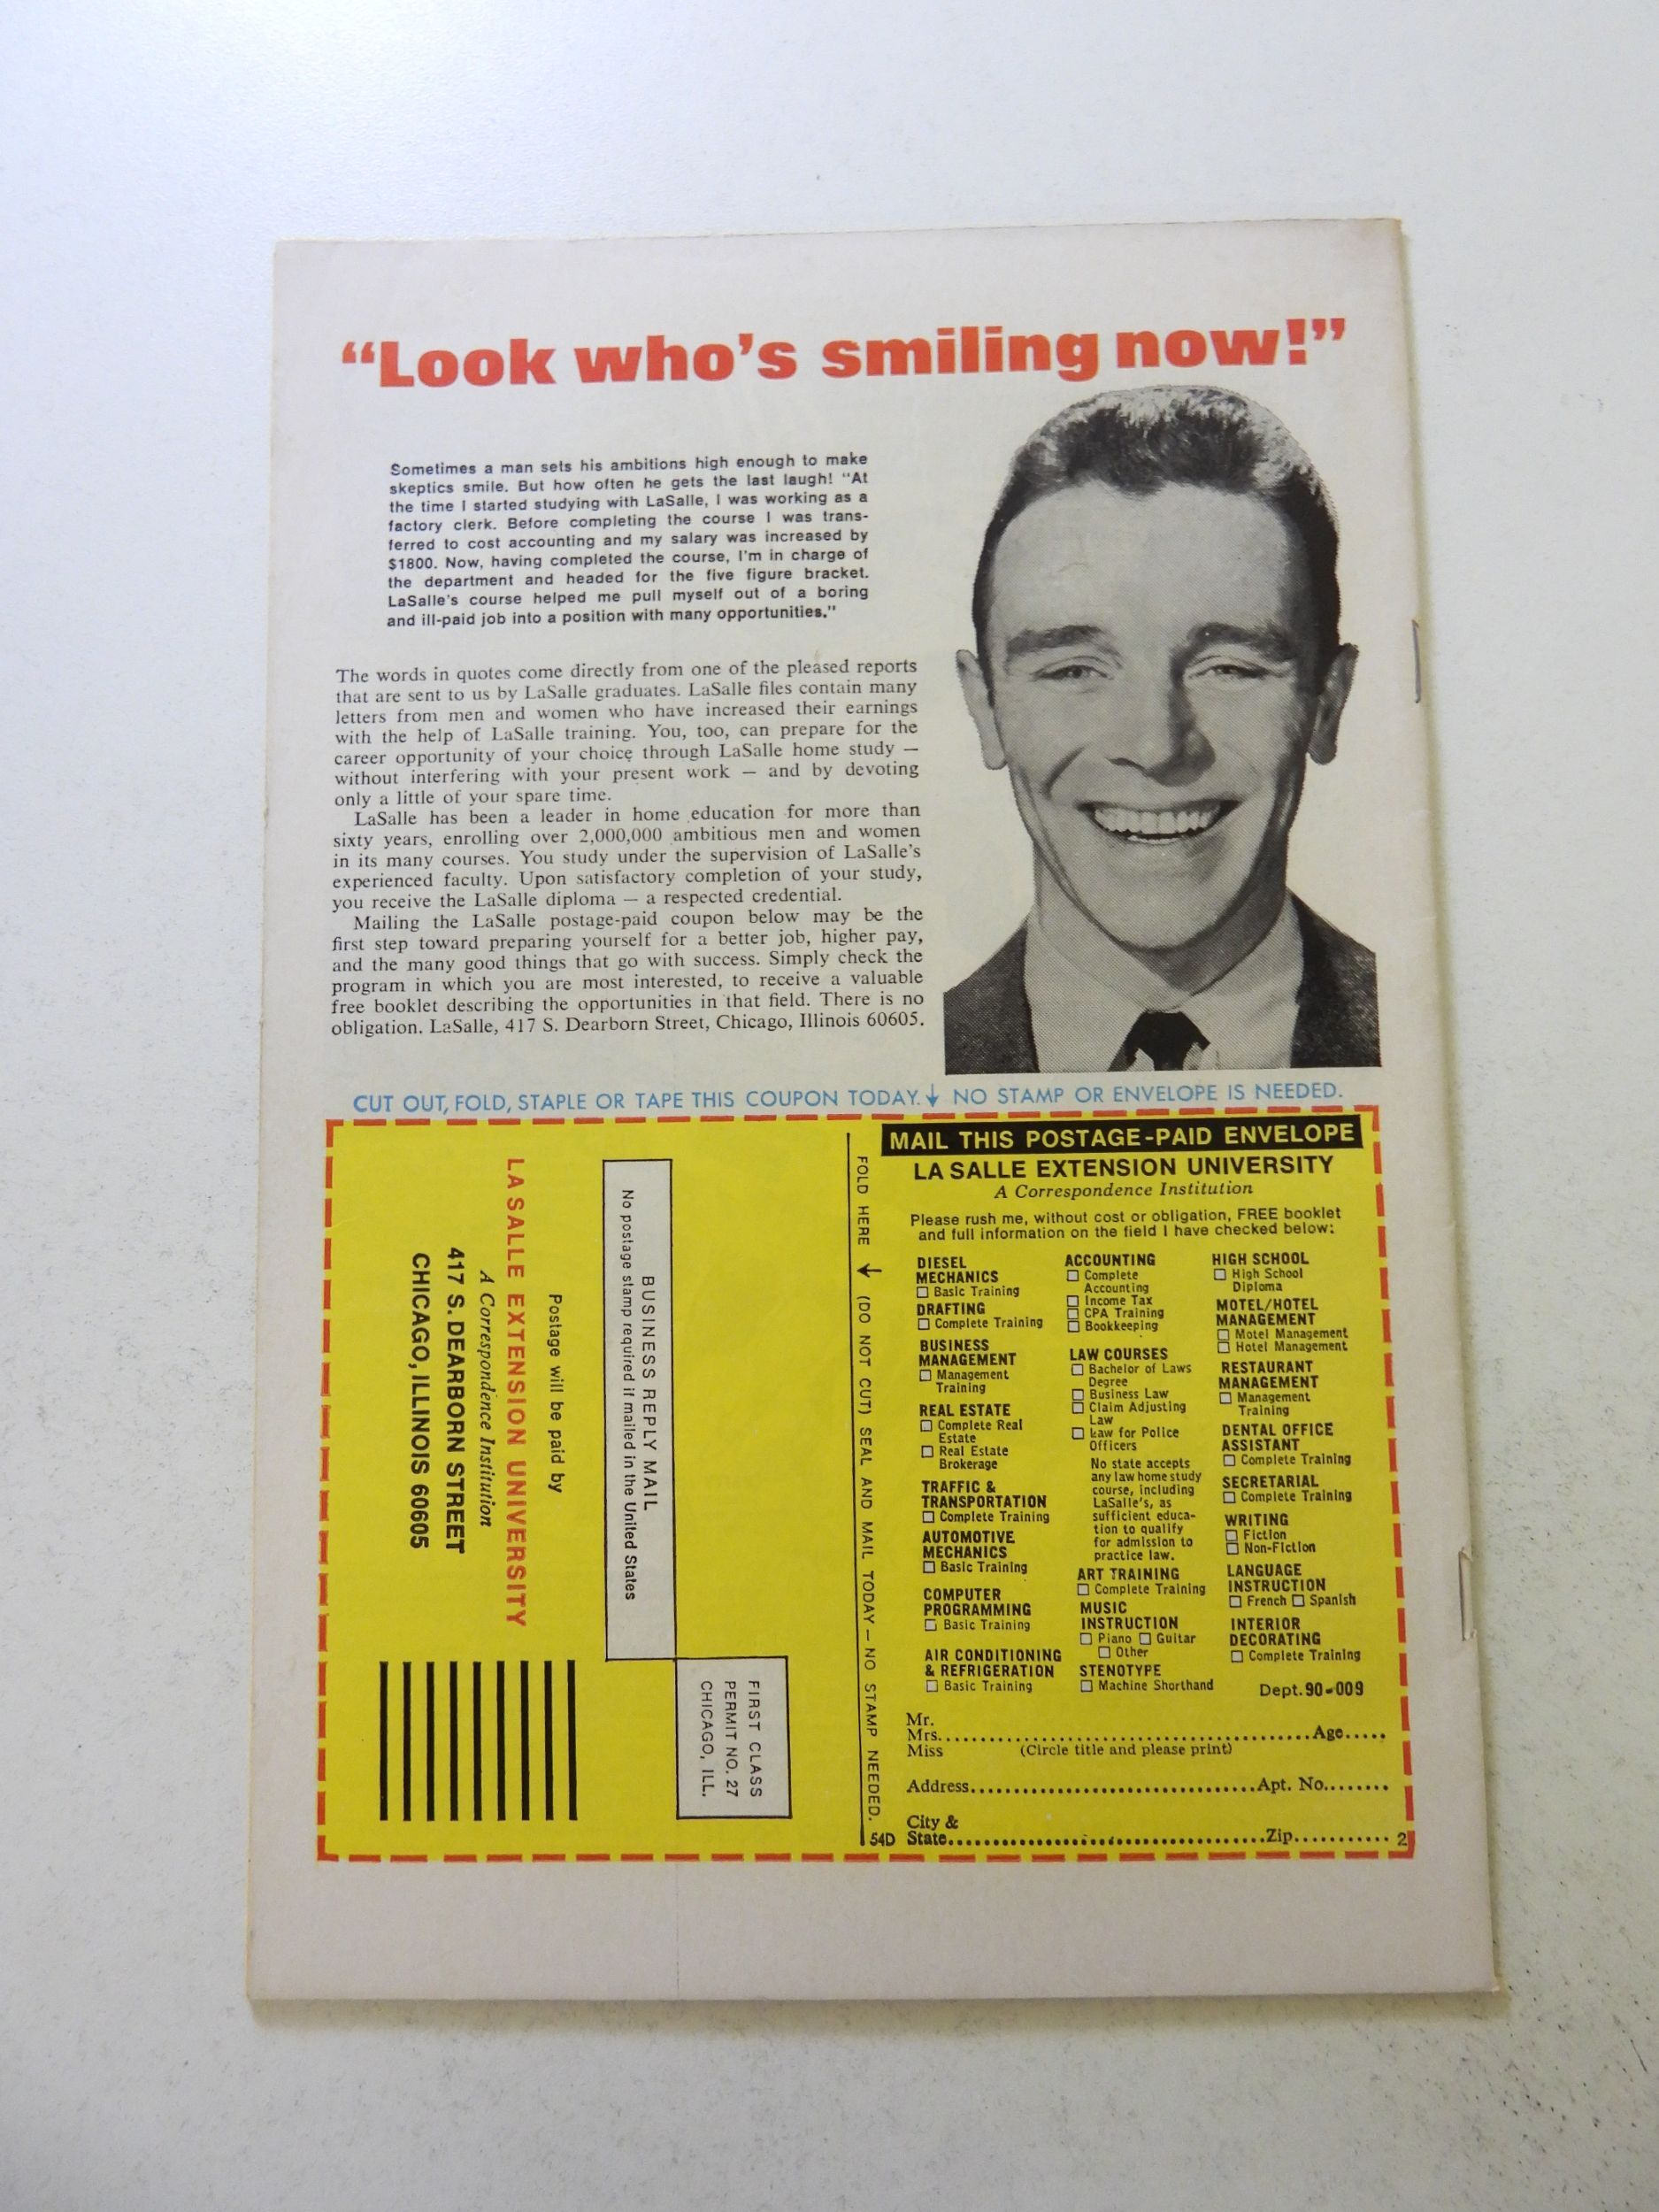 “Look who’s smiling now!”
Sometimes a man sets his ambitions high enough to make
skeptics smile. But how often he gets the last laugh! “At
the time I started studying with LaSalle, I was working as a
factory clerk. Before completing the course I was trans-
ferred to cost accounting and my salary was increased by
$1800. Now, having completed the course, I’m in charge of
the department and headed for the five figure bracket.
LaSalle’s course helped me pull myself out of a boring
and ill-paid job into a position with many opportunities.”
The words in quotes come directly from one of the pleased reports
that are sent to us by LaSalle graduates. LaSalle files contain many
letters from men and women who have increased their earnings
with the help of LaSalle training. You, too, can prepare for the
career opportunity of your choice through LaSalle home study —
without interfering with your present work — and by devoting
only a little of your spare time.
LaSalle has been a leader in home education for more than
sixty years, enrolling over 2,000,000 ambitious men and women
in its many courses. You study under the supervision of LaSalle’s
experienced faculty. Upon satisfactory completion of your study,
you receive the LaSalle diploma — a respected credential.
Mailing the LaSalle postage-paid coupon below may be the
first step toward preparing yourself for a better job, higher pay,
and the many good things that go with success. Simply check the
program in which you are most interested, to receive a valuable
free booklet describing the opportunities in that field. There is no
obligation. LaSalle, 417 S. Dearborn Street, Chicago, Illinois 60605.
CUT OUT, FOLD, STAPLE OR TAPE THIS COUPON TODAY. ↓ NO STAMP OR ENVELOPE IS NEEDED.
FIRST CLASS
PERMIT NO. 27
CHICAGO, ILL.
BUSINESS REPLY MAIL
No postage stamp required if mailed in the United States
Postage will be paid by
LA SALLE EXTENSION UNIVERSITY
A Correspondence Institution
417 S. DEARBORN STREET
CHICAGO, ILLINOIS 60605
FOLD HERE → (DO NOT CUT) SEAL AND MAIL TODAY — NO STAMP NEEDED.
MAIL THIS POSTAGE-PAID ENVELOPE
LA SALLE EXTENSION UNIVERSITY
A Correspondence Institution
Please rush me, without cost or obligation, FREE booklet
and full information on the field I have checked below:
DIESEL
MECHANICS
☐ Basic Training
DRAFTING
☐ Complete Training
BUSINESS
MANAGEMENT
☐ Management
Training
REAL ESTATE
☐ Complete Real
Estate
☐ Real Estate
Brokerage
TRAFFIC &
TRANSPORTATION
☐ Complete Training
AUTOMOTIVE
MECHANICS
☐ Basic Training
COMPUTER
PROGRAMMING
☐ Basic Training
AIR CONDITIONING
& REFRIGERATION
☐ Basic Training
ACCOUNTING
☐ Complete
Accounting
☐ Income Tax
☐ CPA Training
☐ Bookkeeping
LAW COURSES
☐ Bachelor of Laws
Degree
☐ Business Law
☐ Claim Adjusting
Law
☐ Law for Police
Officers
No state accepts
any law home study
course, including
LaSalle’s, as
sufficient educa-
tion to qualify
for admission to
practice law.
ART TRAINING
☐ Complete Training
MUSIC
INSTRUCTION
☐ Piano ☐ Guitar
☐ Other
STENOTYPE
☐ Machine Shorthand
HIGH SCHOOL
☐ High School
Diploma
MOTEL/HOTEL
MANAGEMENT
☐ Motel Management
☐ Hotel Management
RESTAURANT
MANAGEMENT
☐ Management
Training
DENTAL OFFICE
ASSISTANT
☐ Complete Training
SECRETARIAL
☐ Complete Training
WRITING
☐ Fiction
☐ Non-Fiction
LANGUAGE
INSTRUCTION
☐ French ☐ Spanish
INTERIOR
DECORATING
☐ Complete Training
Dept. 90-009
Mr.
Mrs. Age
Miss (Circle title and please print)
Address Apt. No.
City &
State Zip
54D
2